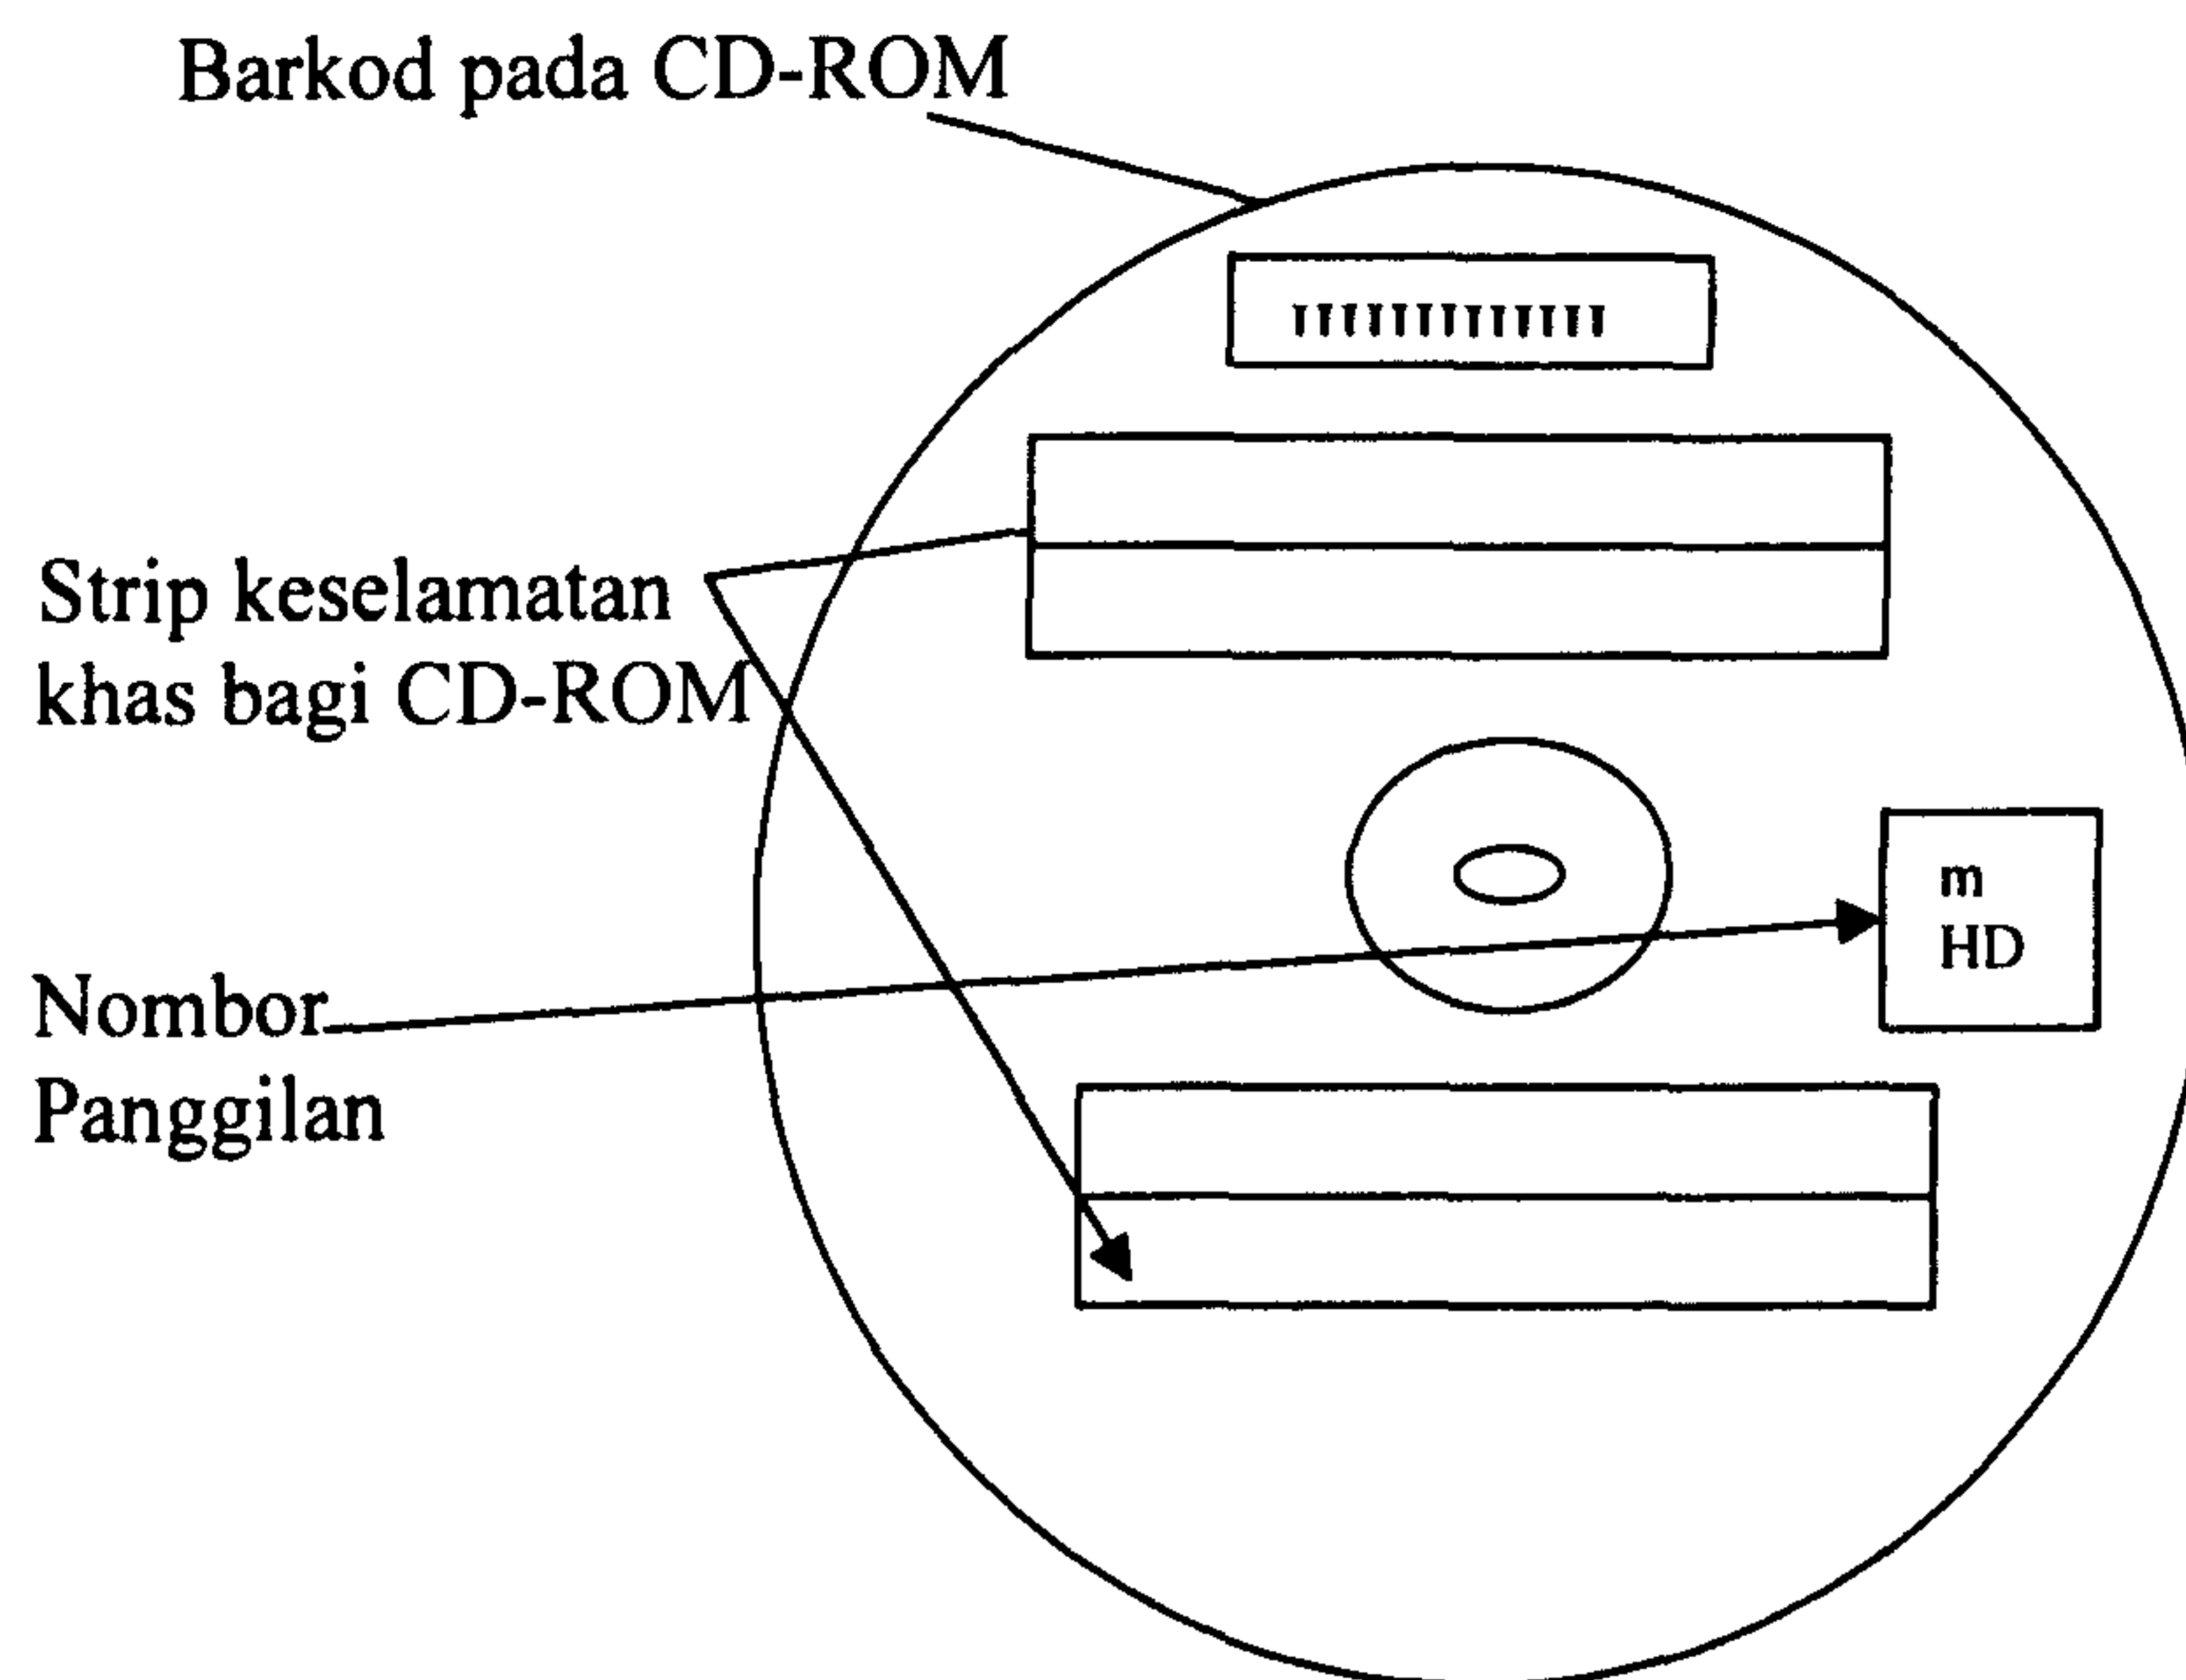 Barkod pada CD-ROM
Strip keselamatan
khas bagi CD-ROM
m
HD
Nombor
Panggilan